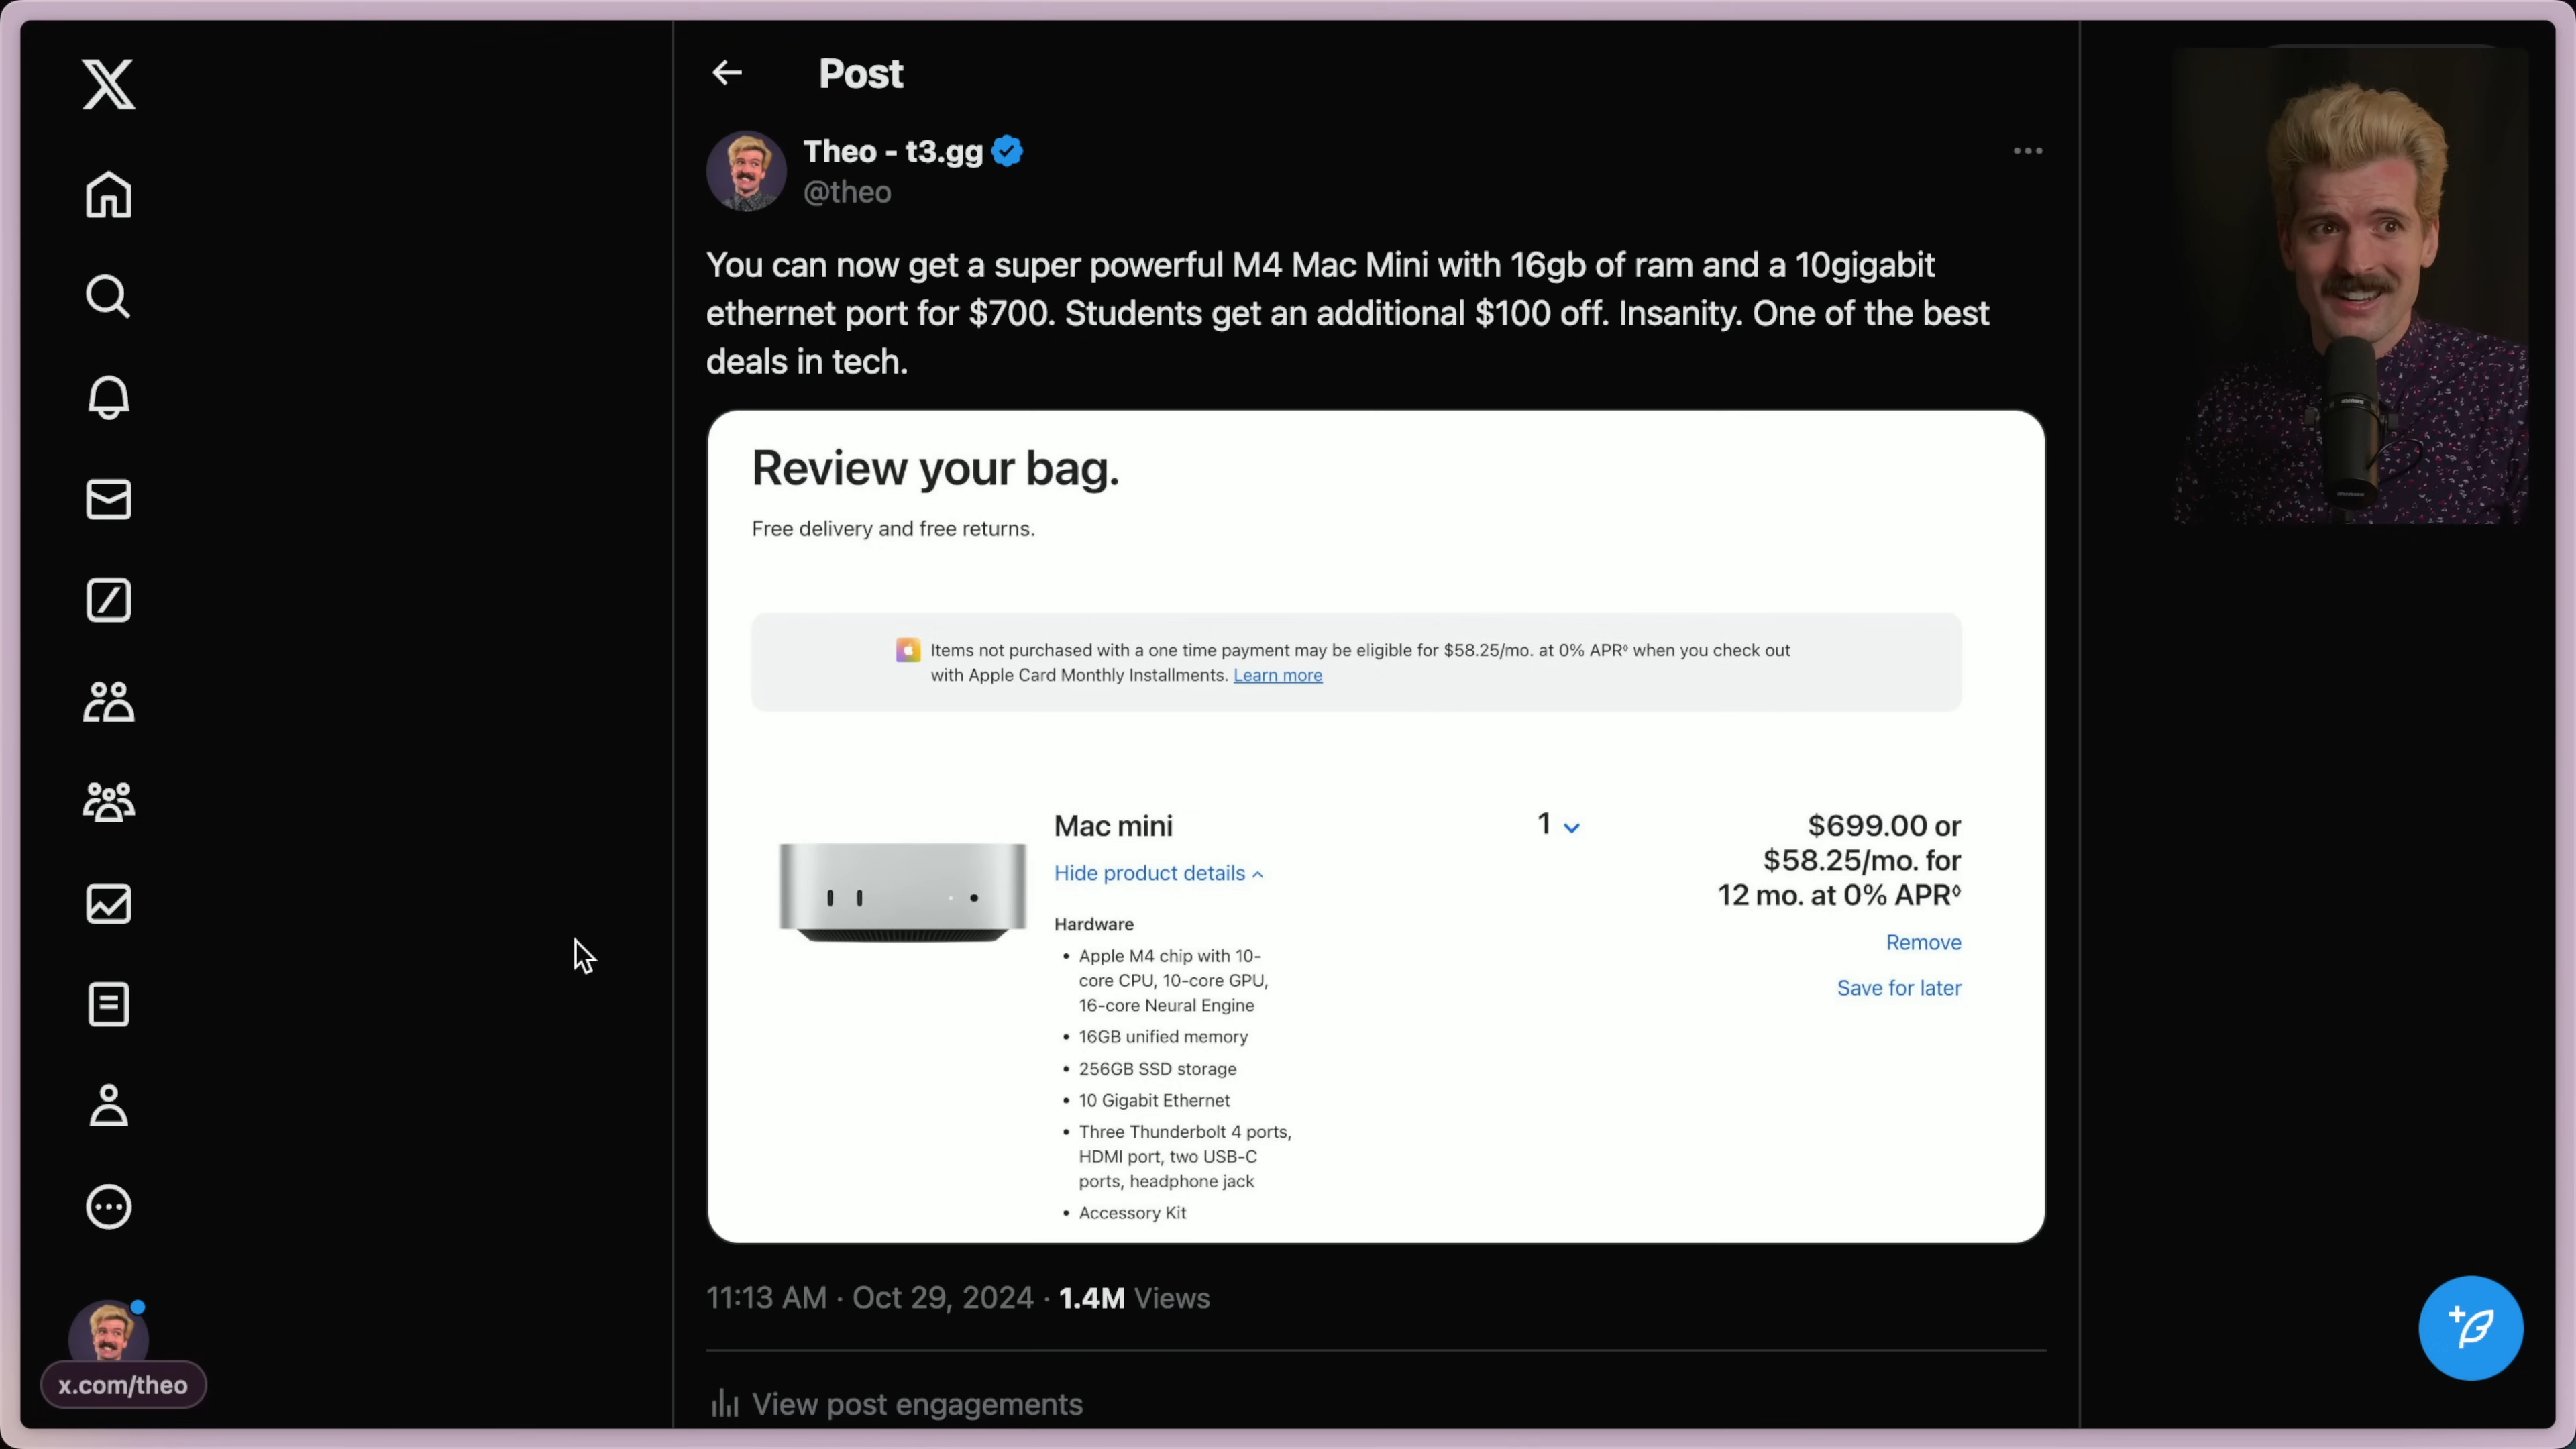 Post
Theo - t3.gg
@theo
You can now get a super powerful M4 Mac Mini with 16gb of ram and a 10gigabit
ethernet port for $700. Students get an additional $100 off. Insanity. One of the best
deals in tech.
Review your bag.
Free delivery and free returns.
Items not purchased with a one time payment may be eligible for $58.25/mo. at 0% APR◊ when you check out
with Apple Card Monthly Installments. Learn more
Mac mini
1
$699.00 or
$58.25/mo. for
12 mo. at 0% APR◊
Hide product details
Remove
Save for later
Hardware
• Apple M4 chip with 10-
core CPU, 10-core GPU,
16-core Neural Engine
• 16GB unified memory
• 256GB SSD storage
• 10 Gigabit Ethernet
• Three Thunderbolt 4 ports,
HDMI port, two USB-C
ports, headphone jack
• Accessory Kit
11:13 AM · Oct 29, 2024 · 1.4M Views
View post engagements
x.com/theo